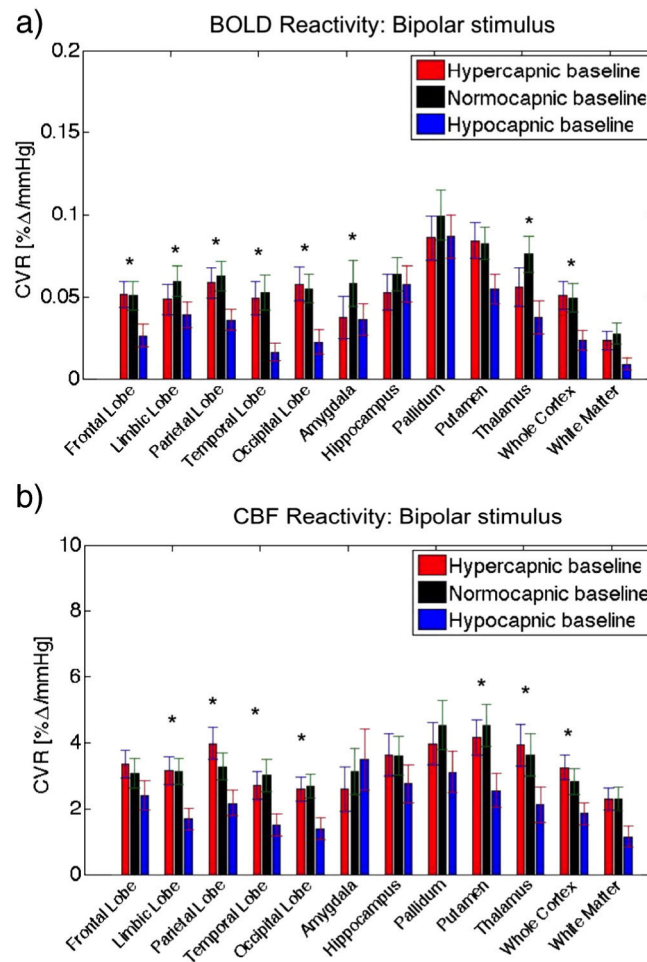 a)
BOLD Reactivity: Bipolar stimulus
0.2
0.15
0.1
0.05
0
CVR [%Δ/mmHg]
Hypercapnic baseline
Normocapnic baseline
Hypocapnic baseline
* * * * * * * *
Frontal Lobe
Limbic Lobe
Parietal Lobe
Temporal Lobe
Occipital Lobe
Amygdala
Hippocampus
Pallidum
Putamen
Thalamus
Whole Cortex
White Matter
b)
CBF Reactivity: Bipolar stimulus
10
8
6
4
2
0
CVR [%Δ/mmHg]
Hypercapnic baseline
Normocapnic baseline
Hypocapnic baseline
* * * * * * *
Frontal Lobe
Limbic Lobe
Parietal Lobe
Temporal Lobe
Occipital Lobe
Amygdala
Hippocampus
Pallidum
Putamen
Thalamus
Whole Cortex
White Matter